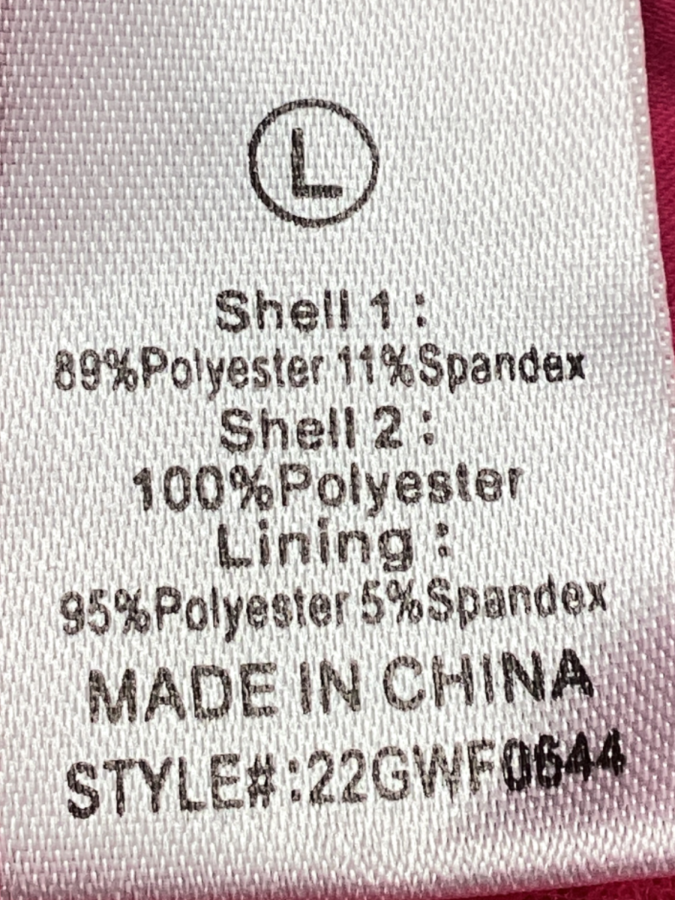 L
Shell 1 :
89%Polyester 11%Spandex
Shell 2 :
100%Polyester
Lining :
95%Polyester 5%Spandex
MADE IN CHINA
STYLE#:22GWF0644